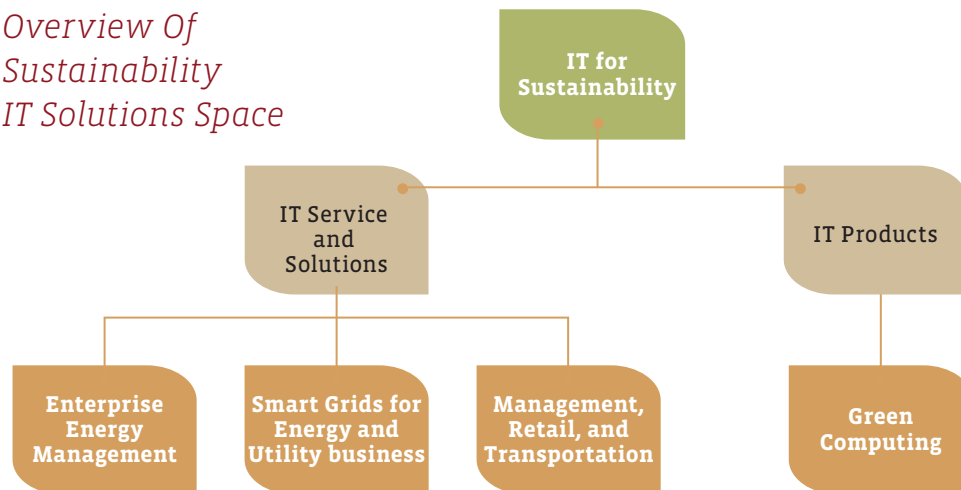 Overview Of
Sustainability
IT Solutions Space
IT for
Sustainability
IT Service
and
Solutions
IT Products
Enterprise
Energy
Management
Smart Grids for
Energy and
Utility business
Management,
Retail, and
Transportation
Green
Computing